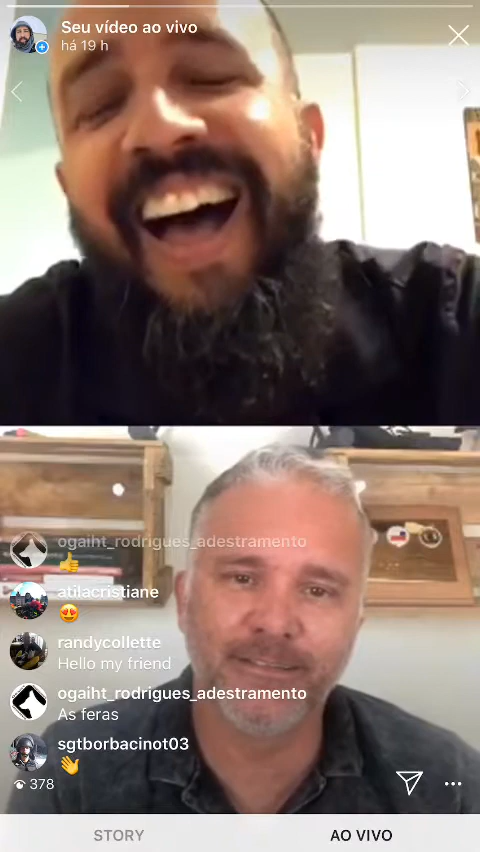 Seu vídeo ao vivo
há 19 h
ogaiht_rodrigues_adestramento
👍
atilacristiane
😍
randycollette
Hello my friend
ogaiht_rodrigues_adestramento
As feras
sgtborbacinot03
👋
378
STORY
AO VIVO